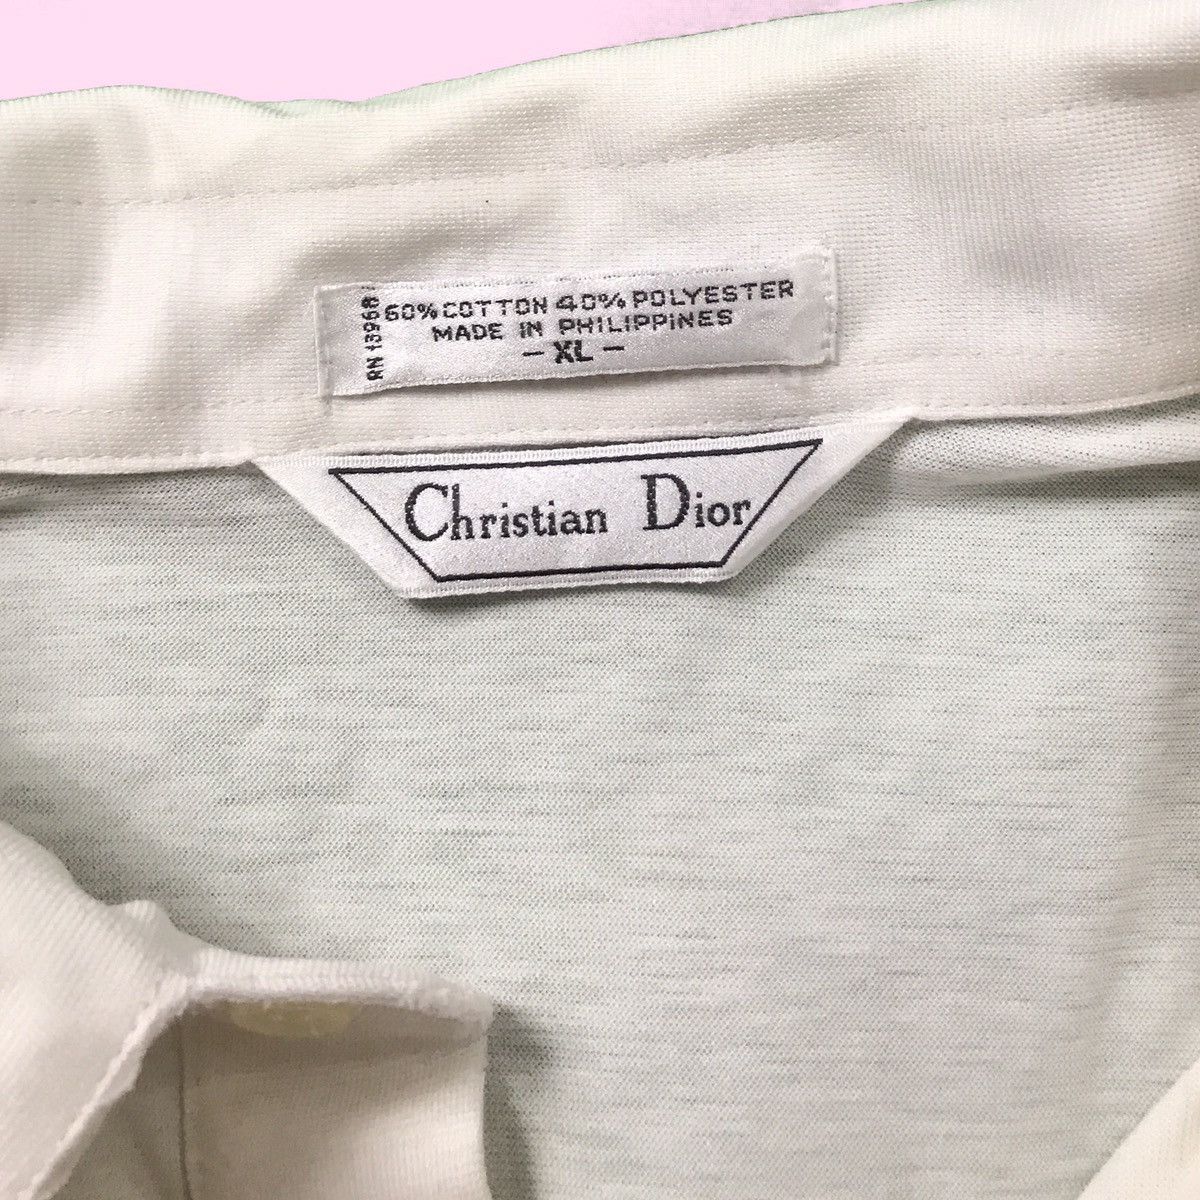 RN 13968
60% COTTON 40% POLYESTER
MADE IN PHILIPPINES
- XL -
Christian Dior